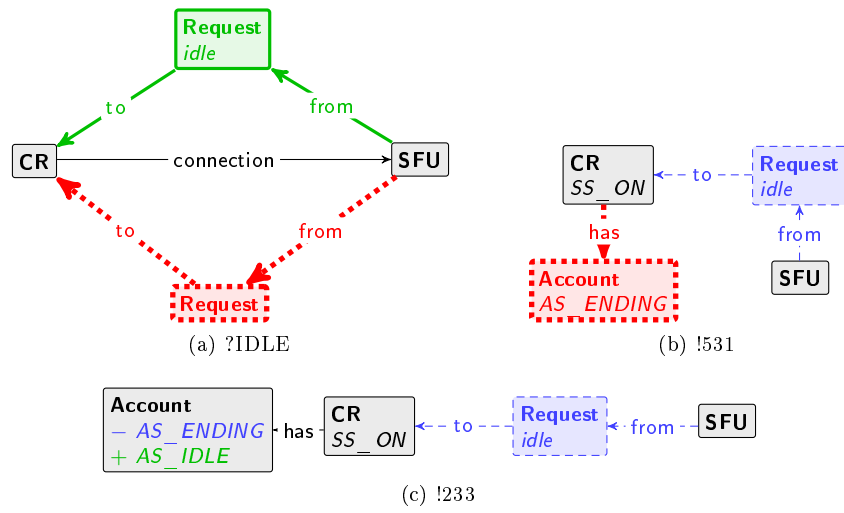 Request
idle
to
from
CR
connection
SFU
to
from
Request
(a) ?IDLE
CR
SS_ON
to
Request
idle
has
from
Account
AS_ENDING
SFU
(b) !531
Account
− AS_ENDING
+ AS_IDLE
has
CR
SS_ON
to
Request
idle
from
SFU
(c) !233